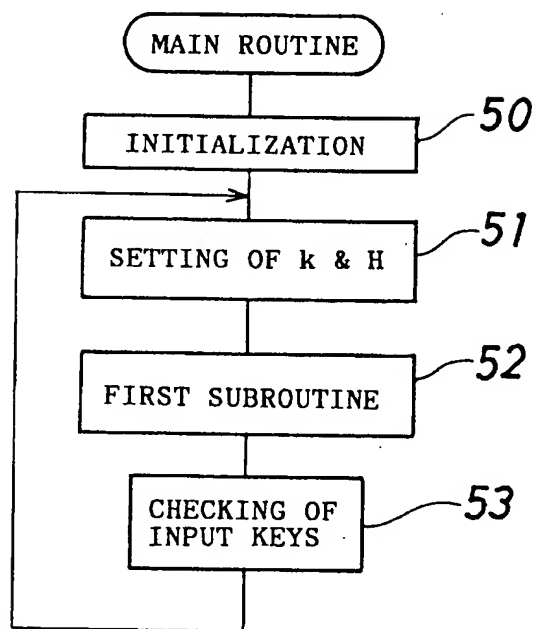 MAIN ROUTINE
50
INITIALIZATION
51
SETTING OF k & H
52
FIRST SUBROUTINE
53
CHECKING OF
INPUT KEYS